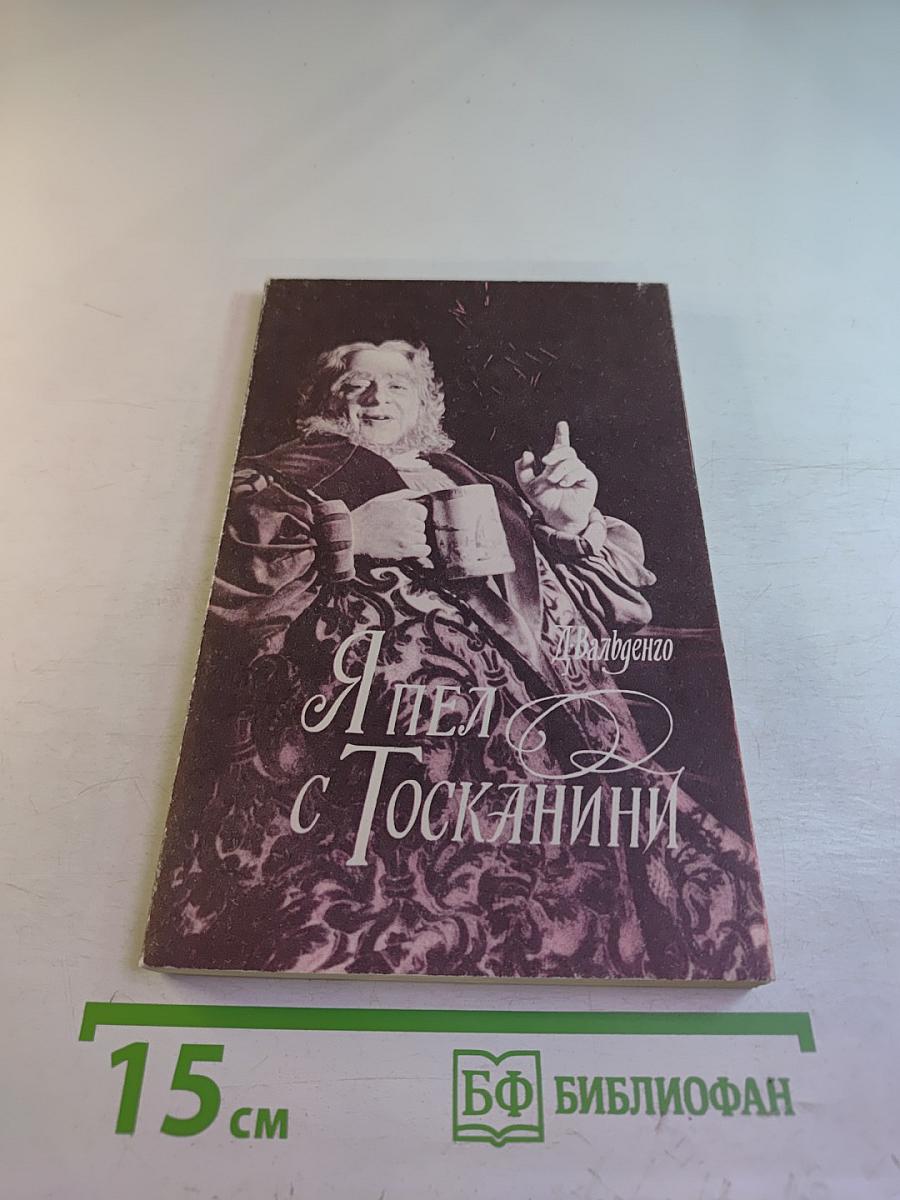 Д. Вальденго
Я пел
с Тосканини
15 см
БФ БИБЛИОФАН